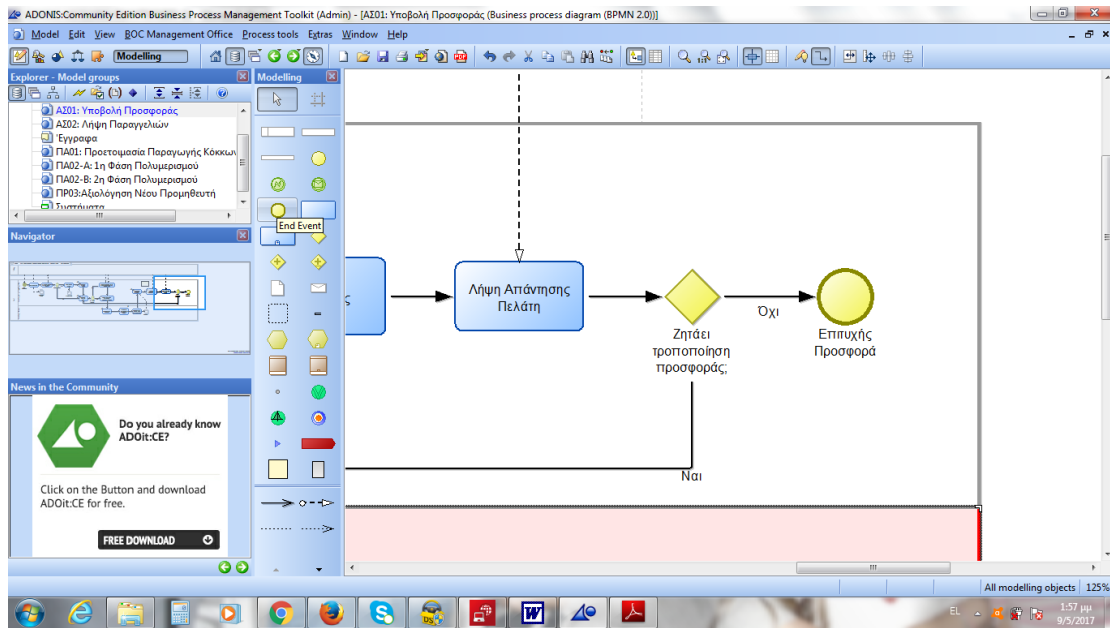 ADONIS:Community Edition Business Process Management Toolkit (Admin) - [ΑΣ01: Υποβολή Προσφοράς (Business process diagram (BPMN 2.0))]
Model Edit View BOC Management Office Process tools Extras Window Help
Modelling
Explorer - Model groups
Modelling
ΑΣ01: Υποβολή Προσφοράς
ΑΣ02: Λήψη Παραγγελιών
Έγγραφα
ΠΑ01: Προετοιμασία Παραγωγής Κόκκων
ΠΑ02-Α: 1η Φάση Πολυμερισμού
ΠΑ02-Β: 2η Φάση Πολυμερισμού
ΠΡ03:Αξιολόγηση Νέου Προμηθευτή
Συστήματα
End Event
Navigator
ς
Λήψη Απάντησης
Πελάτη
Ζητάει
τροποποίηση
προσφοράς;
Όχι
Επιτυχής
Προσφορά
Ναι
News in the Community
Do you already know
ADOit:CE?
Click on the Button and download
ADOit:CE for free.
FREE DOWNLOAD
All modelling objects 125%
EL
1:57 μμ
9/5/2017